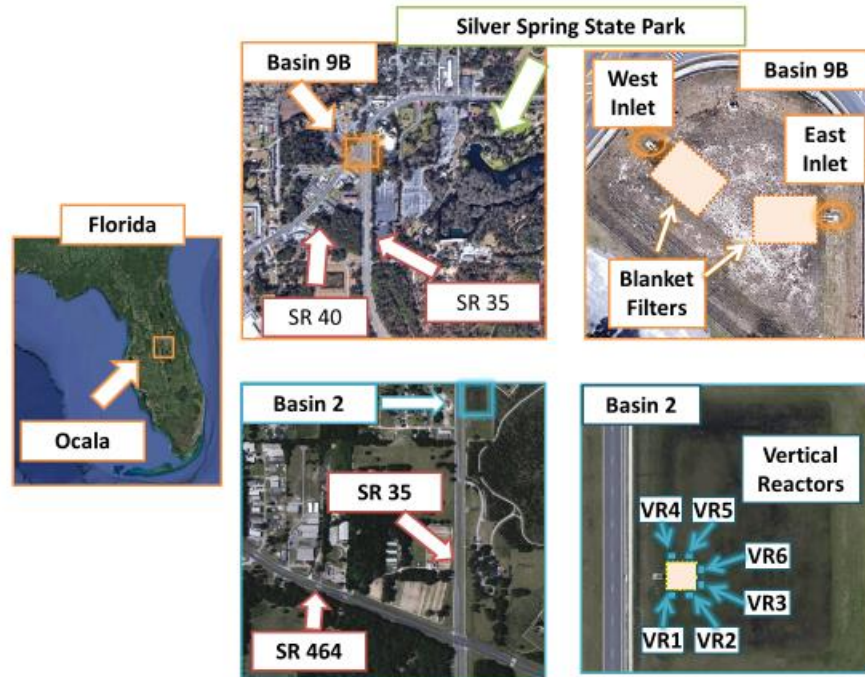 Silver Spring State Park
Basin 9B
SR 40
SR 35
West
Inlet
Basin 9B
East
Inlet
Blanket
Filters
Florida
Ocala
Basin 2
SR 35
SR 464
Basin 2
Vertical
Reactors
VR4
VR5
VR6
VR3
VR1
VR2